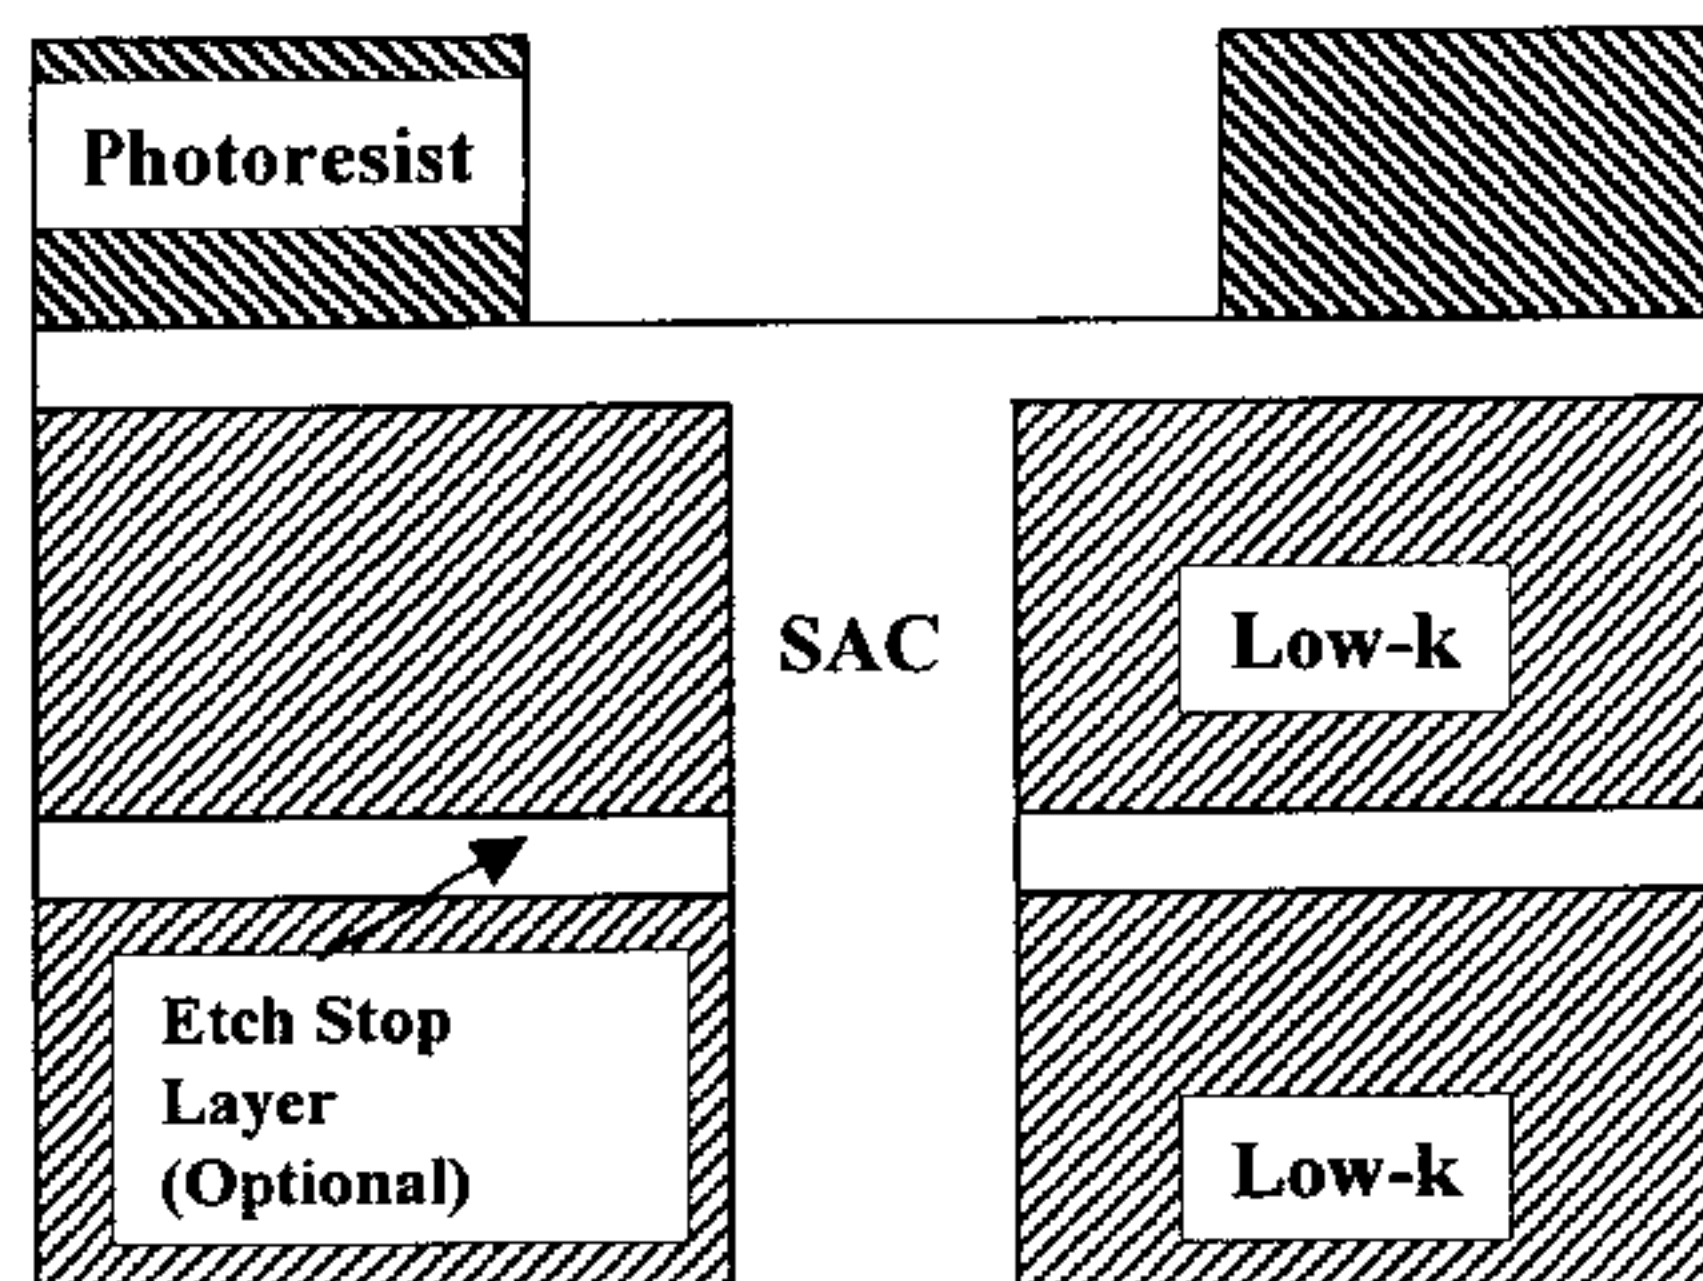 Photoresist
SAC
Low-k
Etch Stop
Layer
(Optional)
Low-k